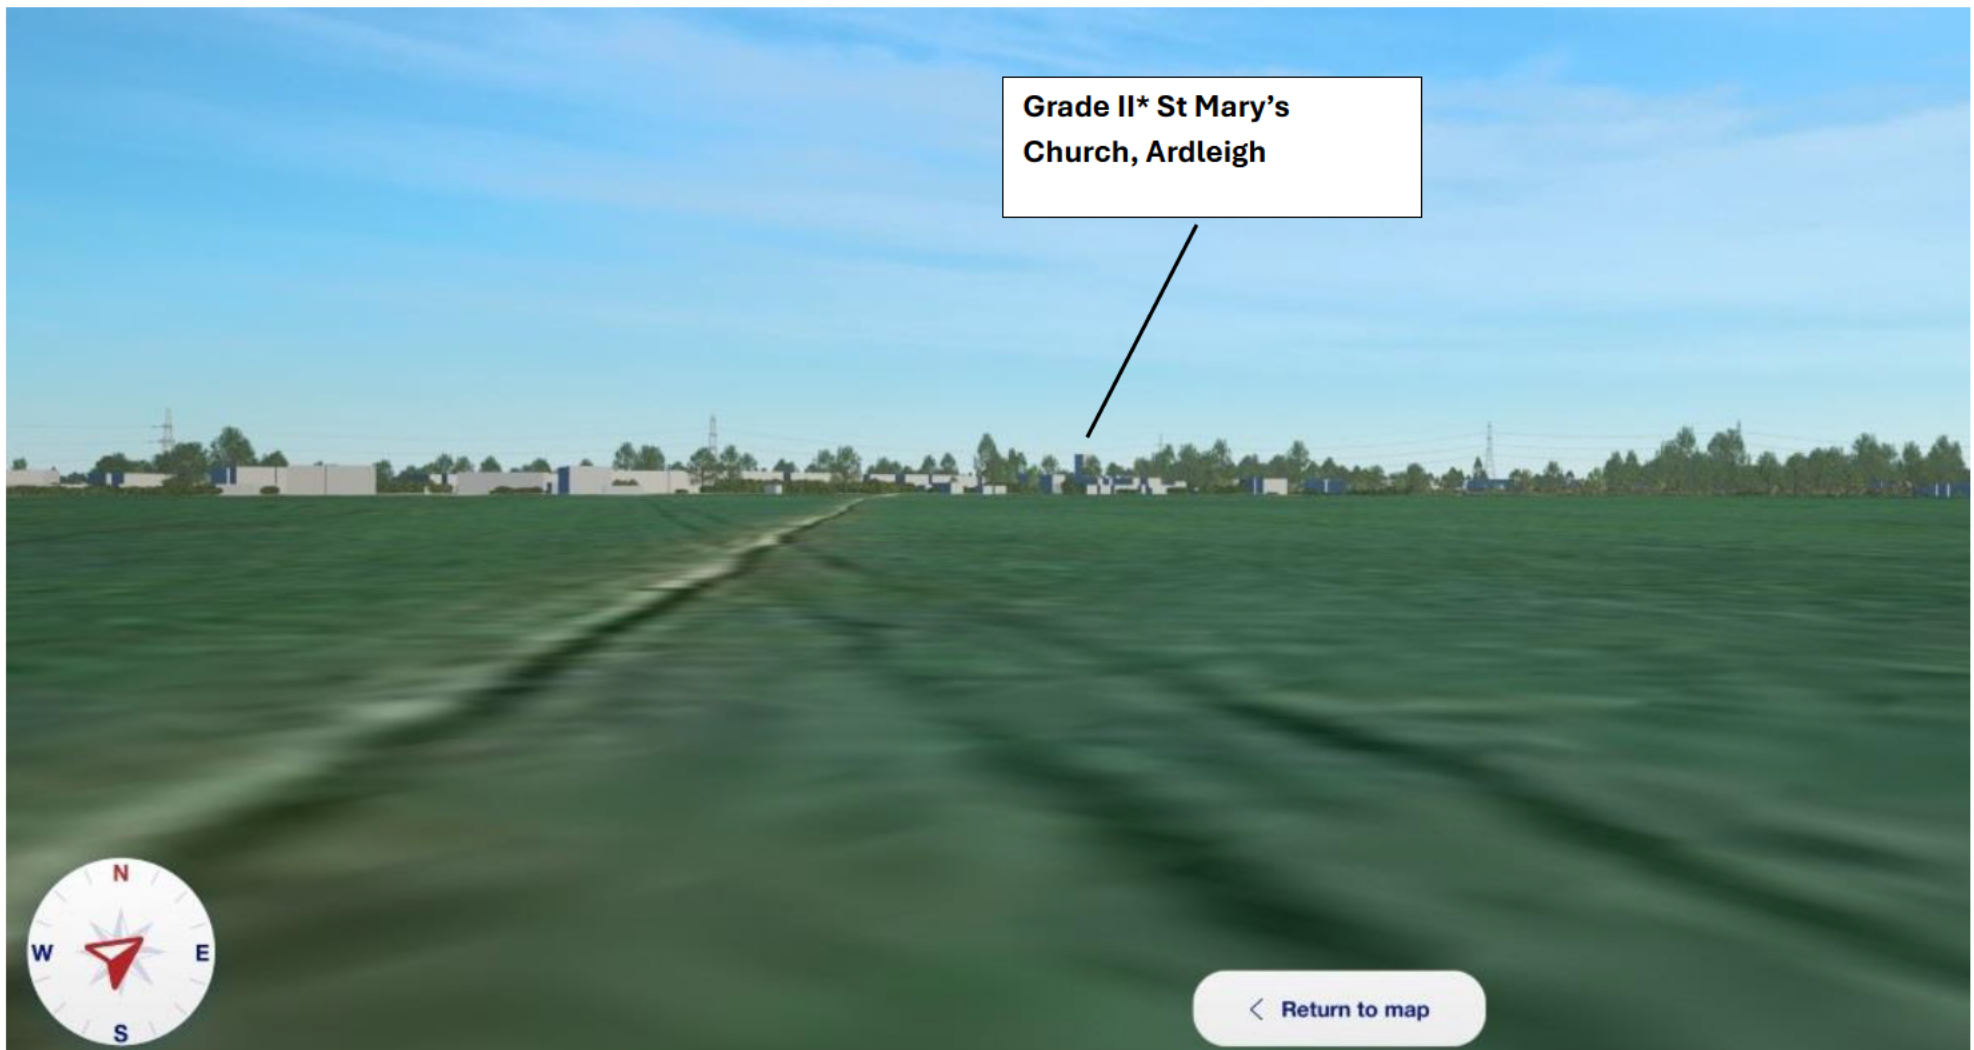 Grade II* St Mary’s
Church, Ardleigh
N
W
E
S
Return to map